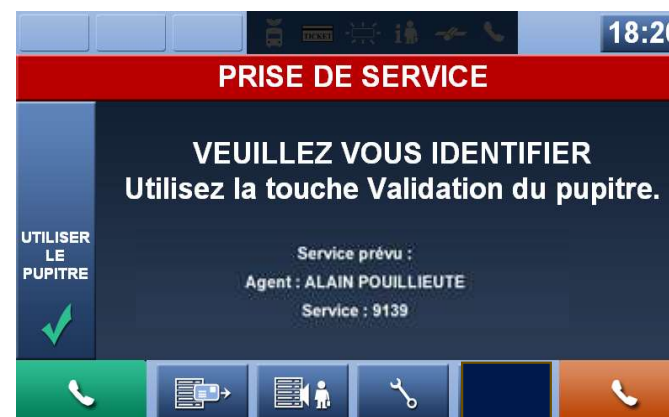 TICKET
18:20
PRISE DE SERVICE
VEUILLEZ VOUS IDENTIFIER
Utilisez la touche Validation du pupitre.
UTILISER
LE
PUPITRE
Service prévu :
Agent : ALAIN POUILLIEUTE
Service : 9139